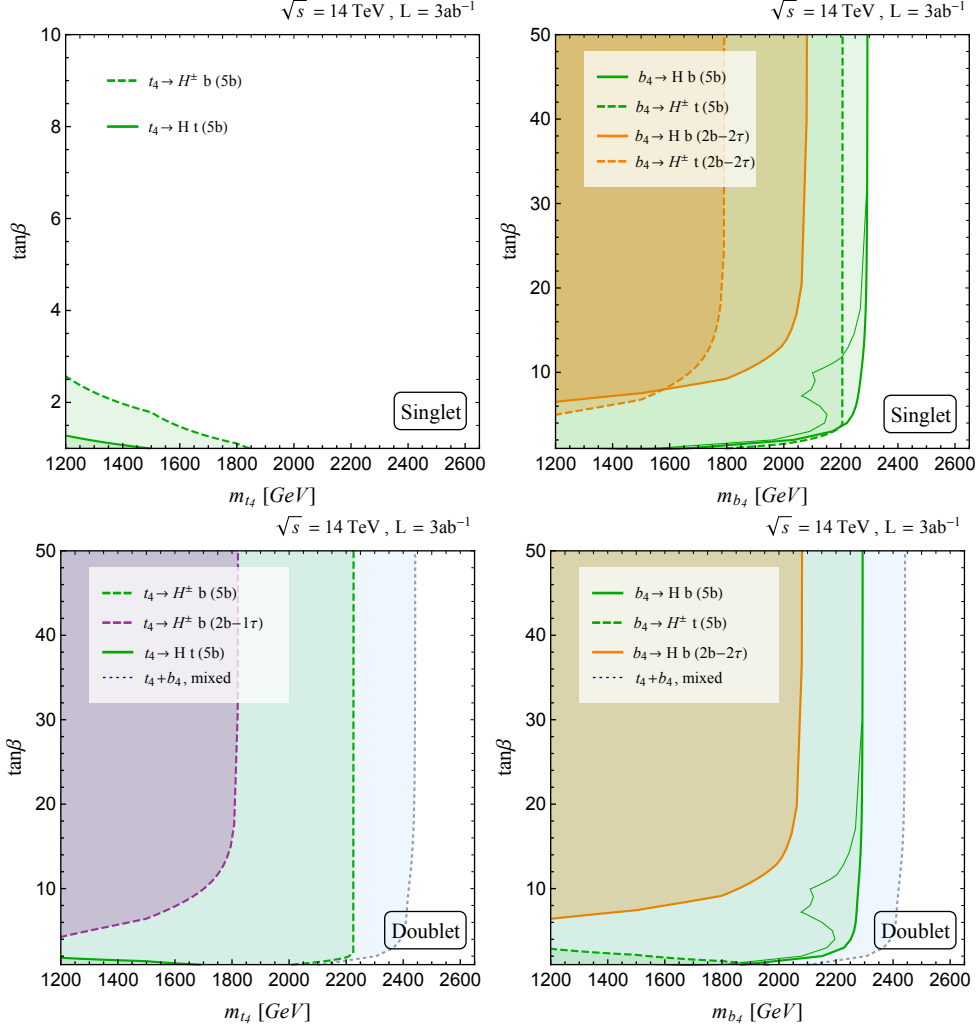 √s = 14 TeV , L = 3ab⁻¹
10
8
6
4
2
tanβ
t₄→ H± b (5b)
t₄→ H t (5b)
Singlet
1200 1400 1600 1800 2000 2200 2400 2600
m_t₄ [GeV]
√s = 14 TeV , L = 3ab⁻¹
50
40
30
20
10
tanβ
b₄→ H b (5b)
b₄→ H± t (5b)
b₄→ H b (2b−2τ)
b₄→ H± t (2b−2τ)
Singlet
1200 1400 1600 1800 2000 2200 2400 2600
m_b₄ [GeV]
√s = 14 TeV , L = 3ab⁻¹
50
40
30
20
10
tanβ
t₄→ H± b (5b)
t₄→ H± b (2b−1τ)
t₄→ H t (5b)
t₄+b₄, mixed
Doublet
1200 1400 1600 1800 2000 2200 2400 2600
m_t₄ [GeV]
√s = 14 TeV , L = 3ab⁻¹
50
40
30
20
10
tanβ
b₄→ H b (5b)
b₄→ H± t (5b)
b₄→ H b (2b−2τ)
t₄+b₄, mixed
Doublet
1200 1400 1600 1800 2000 2200 2400 2600
m_b₄ [GeV]